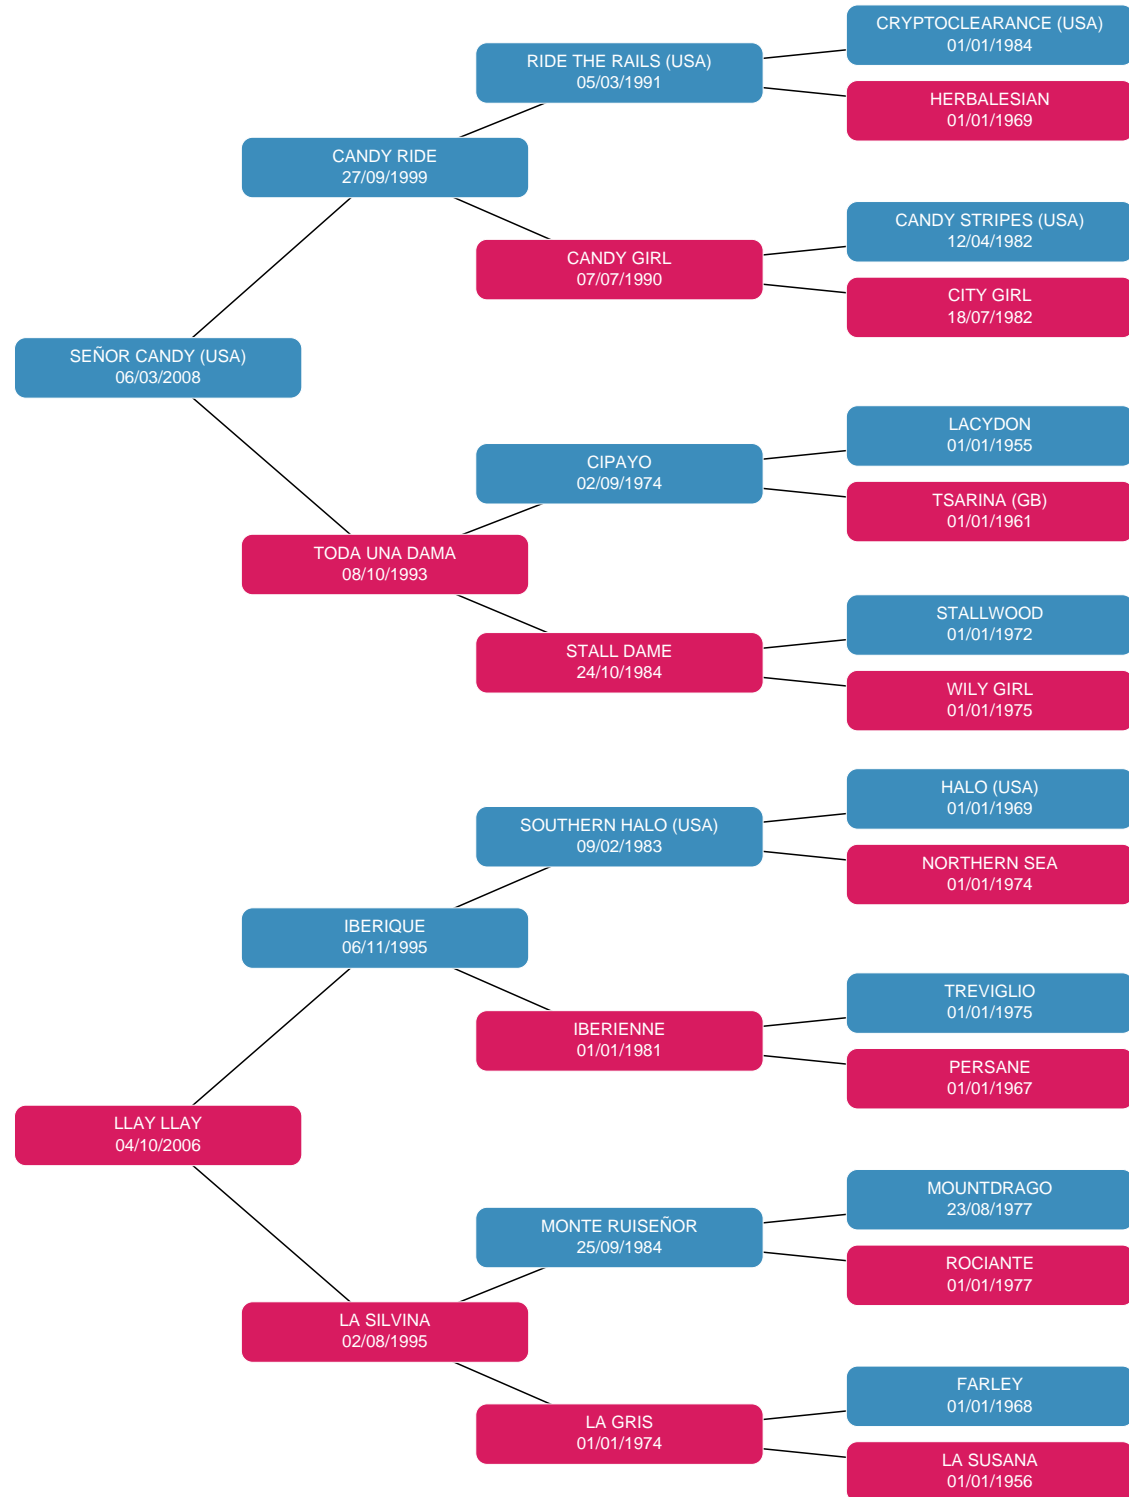 CRYPTOCLEARANCE (USA)
01/01/1984
RIDE THE RAILS (USA)
05/03/1991
HERBALESIAN
01/01/1969
CANDY RIDE
27/09/1999
CANDY STRIPES (USA)
12/04/1982
CANDY GIRL
07/07/1990
CITY GIRL
18/07/1982
SEÑOR CANDY (USA)
06/03/2008
LACYDON
01/01/1955
CIPAYO
02/09/1974
TSARINA (GB)
01/01/1961
TODA UNA DAMA
08/10/1993
STALLWOOD
01/01/1972
STALL DAME
24/10/1984
WILY GIRL
01/01/1975
HALO (USA)
01/01/1969
SOUTHERN HALO (USA)
09/02/1983
NORTHERN SEA
01/01/1974
IBERIQUE
06/11/1995
TREVIGLIO
01/01/1975
IBERIENNE
01/01/1981
PERSANE
01/01/1967
LLAY LLAY
04/10/2006
MOUNTDRAGO
23/08/1977
MONTE RUISEÑOR
25/09/1984
ROCIANTE
01/01/1977
LA SILVINA
02/08/1995
FARLEY
01/01/1968
LA GRIS
01/01/1974
LA SUSANA
01/01/1956